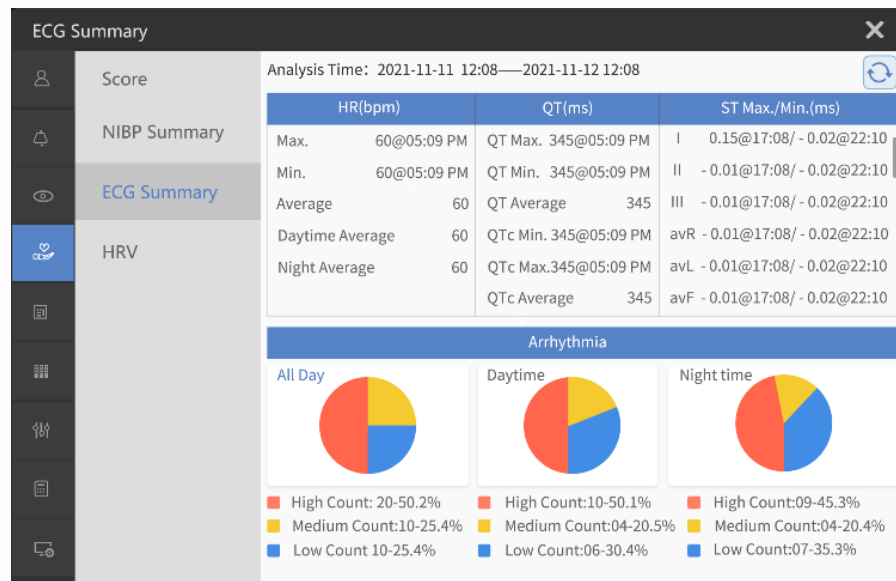 ECG Summary
Score
NIBP Summary
ECG Summary
HRV
Analysis Time: 2021-11-11 12:08——2021-11-12 12:08
HR(bpm)
Max. 60@05:09 PM
Min. 60@05:09 PM
Average 60
Daytime Average 60
Night Average 60
QT(ms)
QT Max. 345@05:09 PM
QT Min. 345@05:09 PM
QT Average 345
QTc Min. 345@05:09 PM
QTc Max.345@05:09 PM
QTc Average 345
ST Max./Min.(ms)
I 0.15@17:08/ - 0.02@22:10
II - 0.01@17:08/ - 0.02@22:10
III - 0.01@17:08/ - 0.02@22:10
avR - 0.01@17:08/ - 0.02@22:10
avL - 0.01@17:08/ - 0.02@22:10
avF - 0.01@17:08/ - 0.02@22:10
Arrhythmia
All Day
High Count: 20-50.2%
Medium Count:10-25.4%
Low Count 10-25.4%
Daytime
High Count:10-50.1%
Medium Count:04-20.5%
Low Count:06-30.4%
Night time
High Count:09-45.3%
Medium Count:04-20.4%
Low Count:07-35.3%